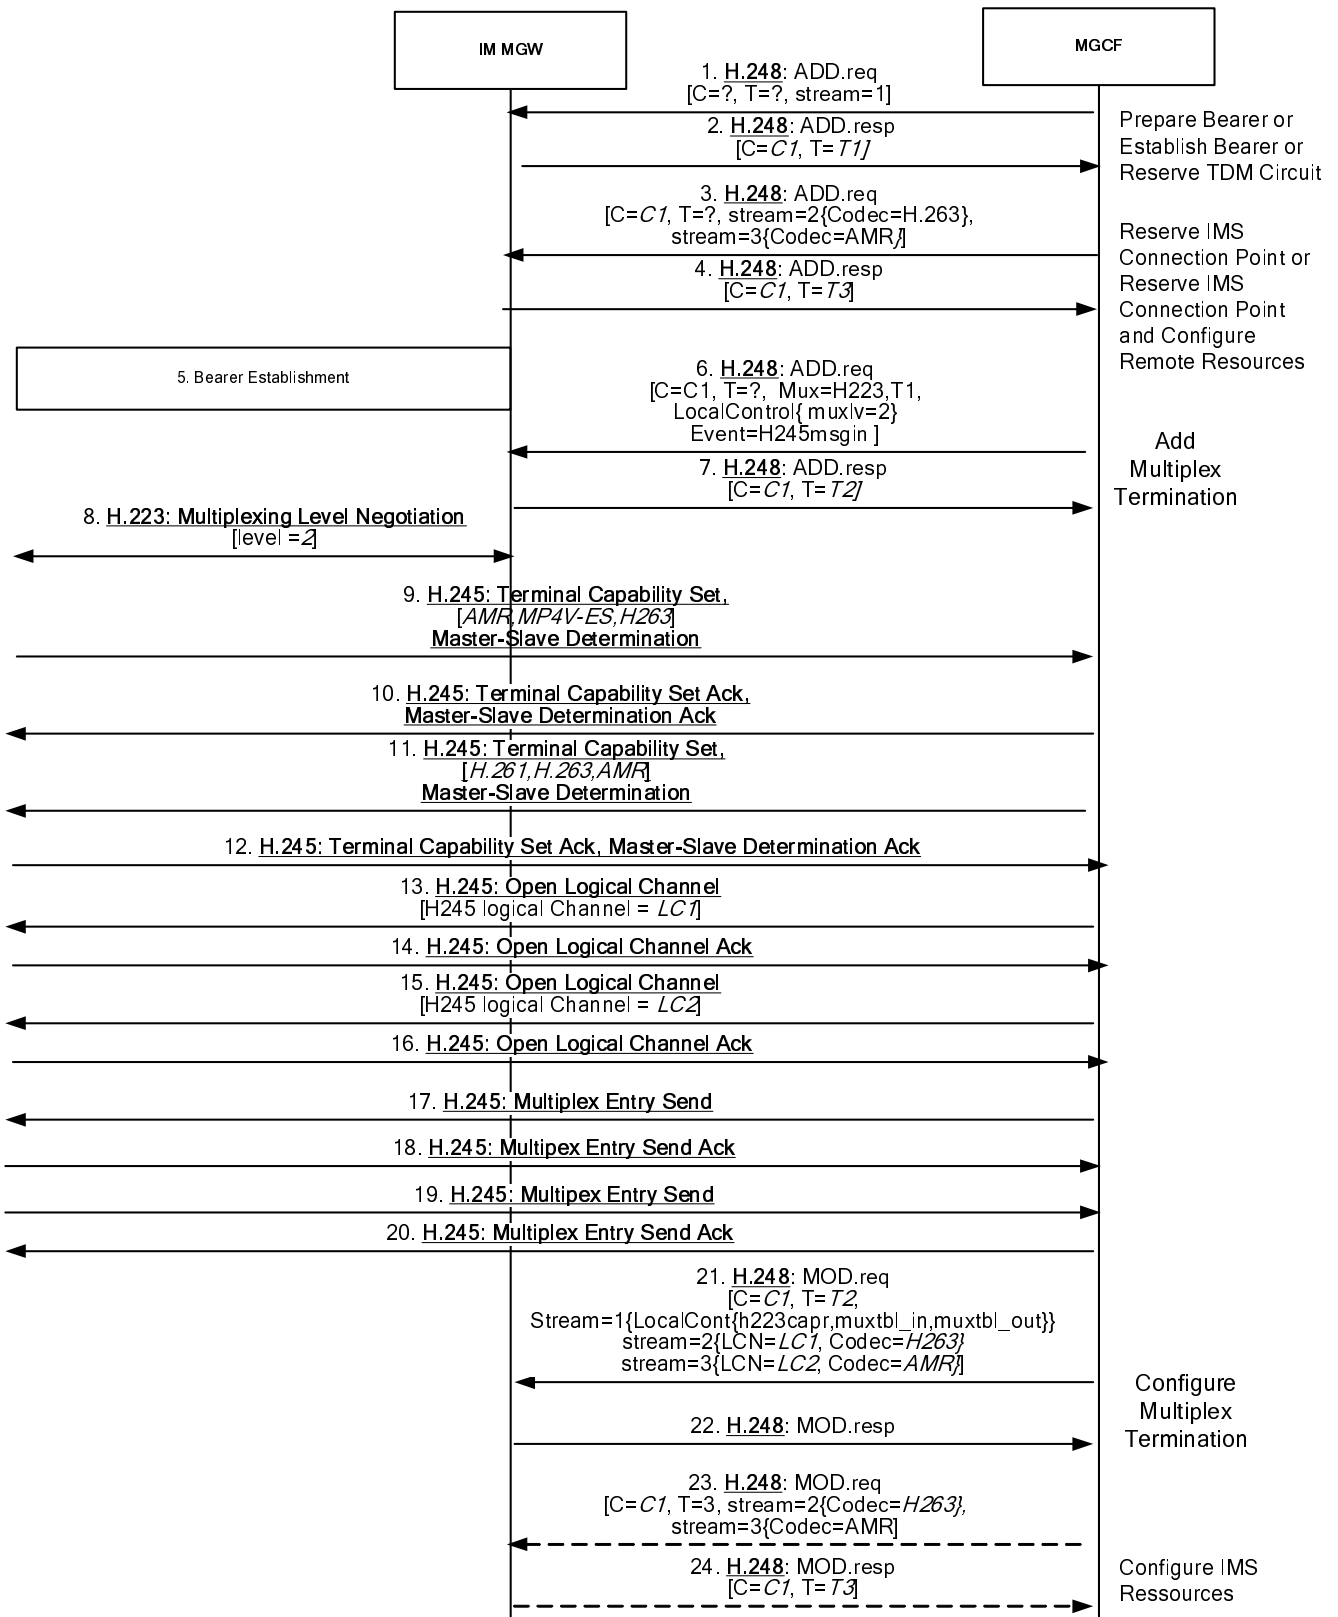 IM MGW
MGCF
1. H.248: ADD.req
[C=?, T=?, stream=1]
2. H.248: ADD.resp
[C=C1, T=T1]
Prepare Bearer or
Establish Bearer or
Reserve TDM Circuit
3. H.248: ADD.req
[C=C1, T=?, stream=2{Codec=H.263},
stream=3{Codec=AMR}]
4. H.248: ADD.resp
[C=C1, T=T3]
Reserve IMS
Connection Point or
Reserve IMS
Connection Point
and Configure
Remote Resources
5. Bearer Establishment
6. H.248: ADD.req
[C=C1, T=?, Mux=H223,T1,
LocalControl{ muxlv=2}
Event=H245msgin ]
7. H.248: ADD.resp
[C=C1, T=T2]
Add
Multiplex
Termination
8. H.223: Multiplexing Level Negotiation
[level =2]
9. H.245: Terminal Capability Set,
[AMR,MP4V-ES,H263]
Master-Slave Determination
10. H.245: Terminal Capability Set Ack,
Master-Slave Determination Ack
11. H.245: Terminal Capability Set,
[H.261,H.263,AMR]
Master-Slave Determination
12. H.245: Terminal Capability Set Ack, Master-Slave Determination Ack
13. H.245: Open Logical Channel
[H245 logical Channel = LC1]
14. H.245: Open Logical Channel Ack
15. H.245: Open Logical Channel
[H245 logical Channel = LC2]
16. H.245: Open Logical Channel Ack
17. H.245: Multiplex Entry Send
18. H.245: Multipex Entry Send Ack
19. H.245: Multipex Entry Send
20. H.245: Multiplex Entry Send Ack
21. H.248: MOD.req
[C=C1, T=T2,
Stream=1{LocalCont{h223capr,muxtbl_in,muxtbl_out}}
stream=2{LCN=LC1, Codec=H263}
stream=3{LCN=LC2, Codec=AMR}]
22. H.248: MOD.resp
Configure
Multiplex
Termination
23. H.248: MOD.req
[C=C1, T=3, stream=2{Codec=H263},
stream=3{Codec=AMR]
24. H.248: MOD.resp
[C=C1, T=T3]
Configure IMS
Ressources